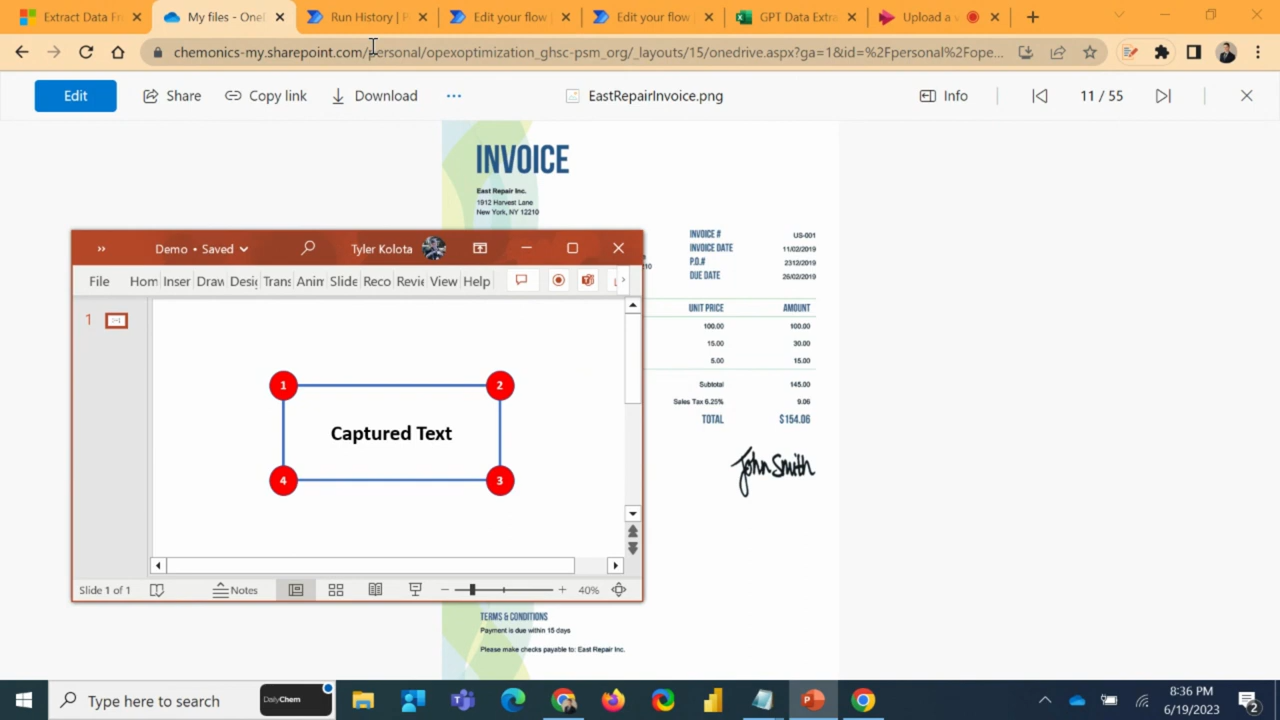 Extract Data Fr
My files - OneI
Run History | P
Edit your flow |
Edit your flow |
GPT Data Extra
Upload a v
chemonics-my.sharepoint.com/personal/opexoptimization_ghsc-psm_org/_layouts/15/onedrive.aspx?ga=1&id=%2Fpersonal%2Fope...
Edit
Share
Copy link
Download
EastRepairInvoice.png
Info
11 / 55
INVOICE
East Repair Inc.
1912 Harvest Lane
New York, NY 12210
INVOICE # US-001
INVOICE DATE 11/02/2019
10 P.O.# 2312/2019
DUE DATE 26/02/2019
UNIT PRICE AMOUNT
100.00 100.00
15.00 30.00
5.00 15.00
Subtotal 145.00
Sales Tax 6.25% 9.06
TOTAL $154.06
John Smith
TERMS & CONDITIONS
Payment is due within 15 days
Please make checks payable to: East Repair Inc.
Demo • Saved
Tyler Kolota
File Hom Inser Draw Desig Trans Anim Slide Reco Revie View Help
1
1 2
Captured Text
4 3
Slide 1 of 1
Notes
40%
Type here to search
DailyChem
8:36 PM
6/19/2023
2